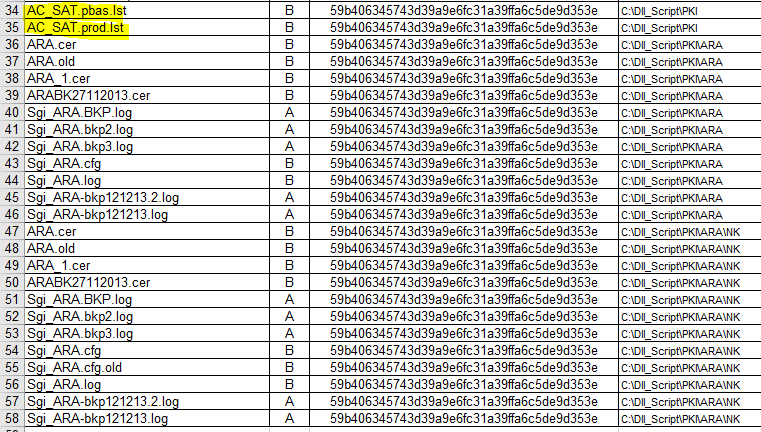 34 AC_SAT.pbas.lst B 59b406345743d39a9e6fc31a39ffa6c5de9d353e C:\Dll_Script\PKI
35 AC_SAT.prod.lst B 59b406345743d39a9e6fc31a39ffa6c5de9d353e C:\Dll_Script\PKI
36 ARA.cer B 59b406345743d39a9e6fc31a39ffa6c5de9d353e C:\Dll_Script\PKI\ARA
37 ARA.old B 59b406345743d39a9e6fc31a39ffa6c5de9d353e C:\Dll_Script\PKI\ARA
38 ARA_1.cer B 59b406345743d39a9e6fc31a39ffa6c5de9d353e C:\Dll_Script\PKI\ARA
39 ARABK27112013.cer B 59b406345743d39a9e6fc31a39ffa6c5de9d353e C:\Dll_Script\PKI\ARA
40 Sgi_ARA.BKP.log A 59b406345743d39a9e6fc31a39ffa6c5de9d353e C:\Dll_Script\PKI\ARA
41 Sgi_ARA.bkp2.log A 59b406345743d39a9e6fc31a39ffa6c5de9d353e C:\Dll_Script\PKI\ARA
42 Sgi_ARA.bkp3.log A 59b406345743d39a9e6fc31a39ffa6c5de9d353e C:\Dll_Script\PKI\ARA
43 Sgi_ARA.cfg B 59b406345743d39a9e6fc31a39ffa6c5de9d353e C:\Dll_Script\PKI\ARA
44 Sgi_ARA.log B 59b406345743d39a9e6fc31a39ffa6c5de9d353e C:\Dll_Script\PKI\ARA
45 Sgi_ARA-bkp121213.2.log A 59b406345743d39a9e6fc31a39ffa6c5de9d353e C:\Dll_Script\PKI\ARA
46 Sgi_ARA-bkp121213.log A 59b406345743d39a9e6fc31a39ffa6c5de9d353e C:\Dll_Script\PKI\ARA
47 ARA.cer B 59b406345743d39a9e6fc31a39ffa6c5de9d353e C:\Dll_Script\PKI\ARA\NK
48 ARA.old B 59b406345743d39a9e6fc31a39ffa6c5de9d353e C:\Dll_Script\PKI\ARA\NK
49 ARA_1.cer B 59b406345743d39a9e6fc31a39ffa6c5de9d353e C:\Dll_Script\PKI\ARA\NK
50 ARABK27112013.cer B 59b406345743d39a9e6fc31a39ffa6c5de9d353e C:\Dll_Script\PKI\ARA\NK
51 Sgi_ARA.BKP.log A 59b406345743d39a9e6fc31a39ffa6c5de9d353e C:\Dll_Script\PKI\ARA\NK
52 Sgi_ARA.bkp2.log A 59b406345743d39a9e6fc31a39ffa6c5de9d353e C:\Dll_Script\PKI\ARA\NK
53 Sgi_ARA.bkp3.log A 59b406345743d39a9e6fc31a39ffa6c5de9d353e C:\Dll_Script\PKI\ARA\NK
54 Sgi_ARA.cfg B 59b406345743d39a9e6fc31a39ffa6c5de9d353e C:\Dll_Script\PKI\ARA\NK
55 Sgi_ARA.cfg.old B 59b406345743d39a9e6fc31a39ffa6c5de9d353e C:\Dll_Script\PKI\ARA\NK
56 Sgi_ARA.log B 59b406345743d39a9e6fc31a39ffa6c5de9d353e C:\Dll_Script\PKI\ARA\NK
57 Sgi_ARA-bkp121213.2.log A 59b406345743d39a9e6fc31a39ffa6c5de9d353e C:\Dll_Script\PKI\ARA\NK
58 Sgi_ARA-bkp121213.log A 59b406345743d39a9e6fc31a39ffa6c5de9d353e C:\Dll_Script\PKI\ARA\NK